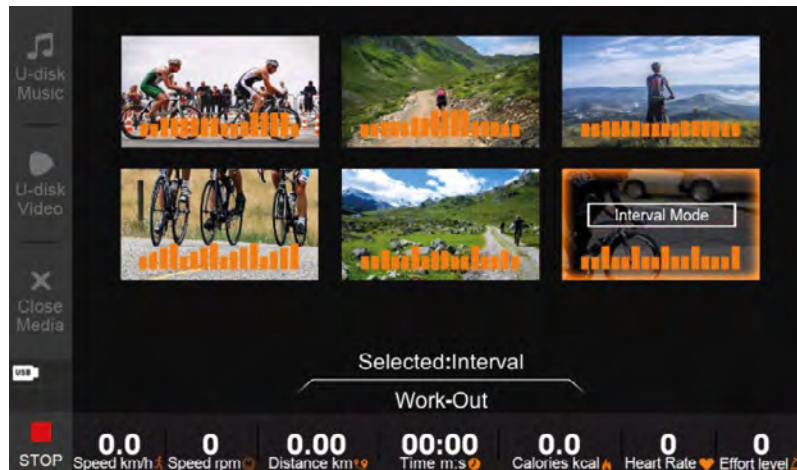 U-disk
Music
U-disk
Video
Close
Media
USB
Interval Mode
Selected:Interval
Work-Out
STOP
0.0
Speed km/h
0
Speed rpm
0.00
Distance km
00:00
Time m:s
0.0
Calories kcal
0
Heart Rate
0
Effort level